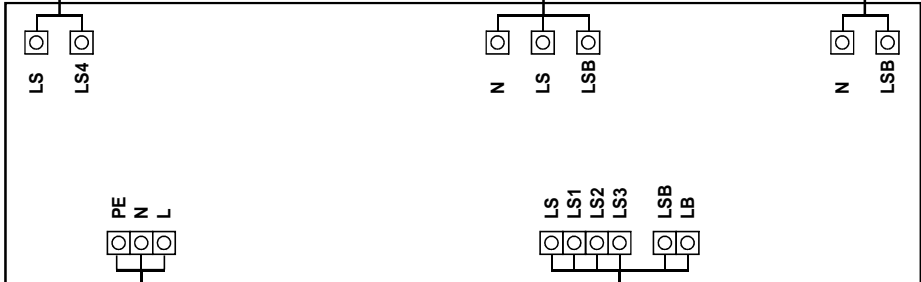 LS LS4 N LS LSB N LSB
PE N L LS LS1 LS2 LS3 LSB LB